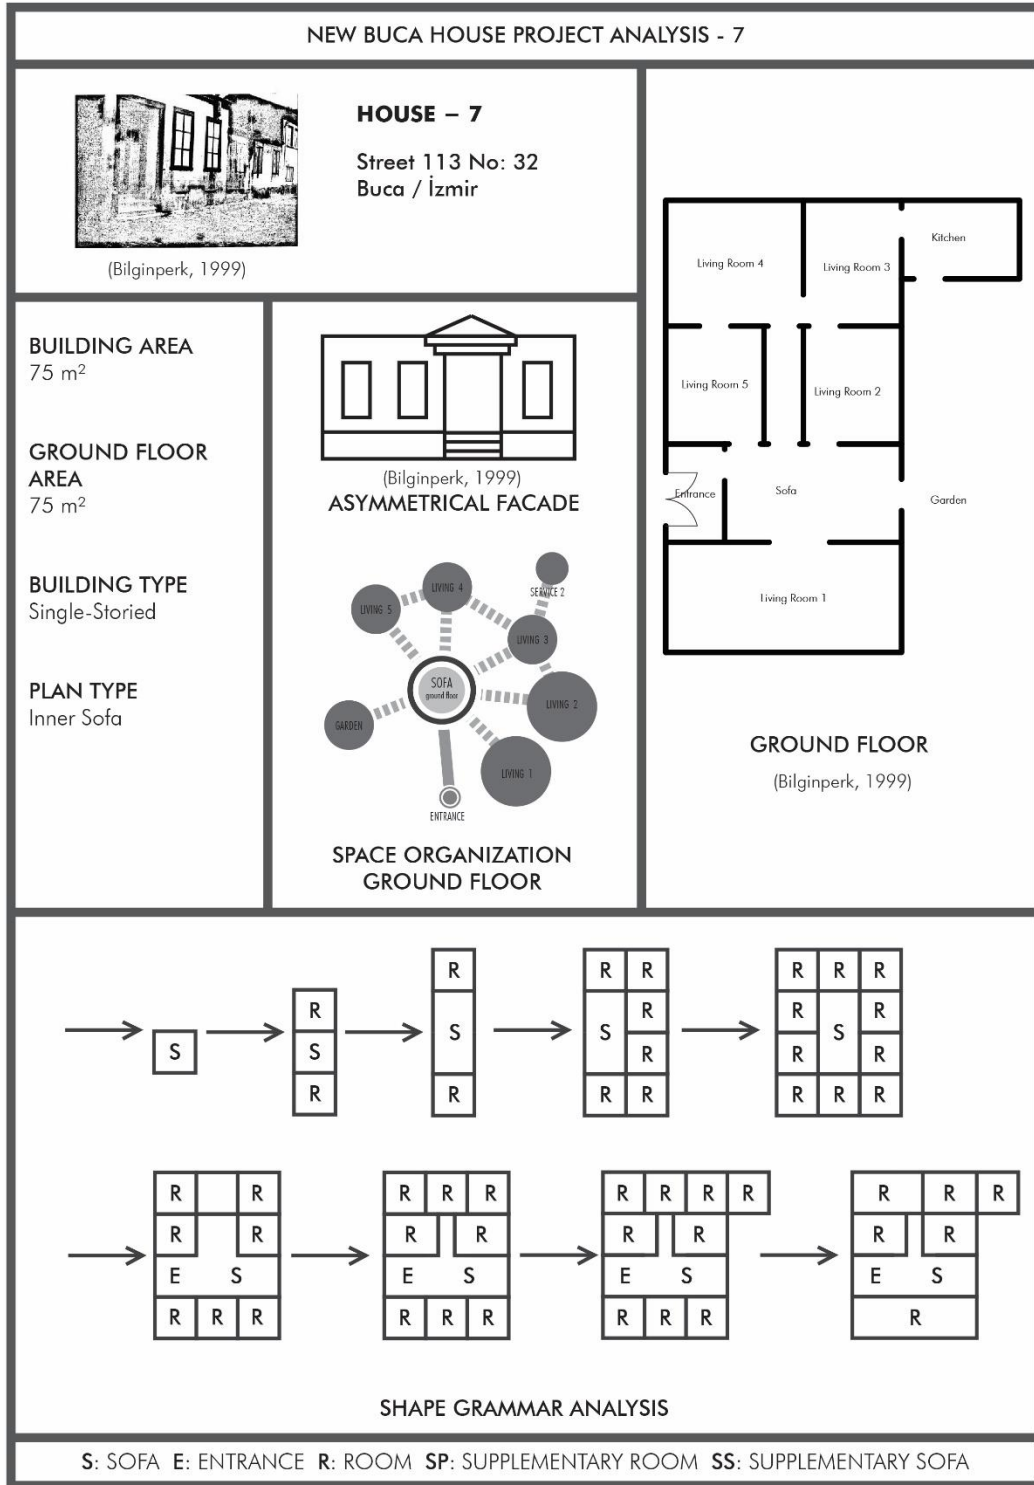 NEW BUCA HOUSE PROJECT ANALYSIS - 7
HOUSE – 7
Street 113 No: 32
Buca / İzmir
(Bilginperk, 1999)
BUILDING AREA
75 m²
GROUND FLOOR
AREA
75 m²
BUILDING TYPE
Single-Storied
PLAN TYPE
Inner Sofa
(Bilginperk, 1999)
ASYMMETRICAL FACADE
LIVING 4
SERVICE 2
LIVING 5
LIVING 3
SOFA
ground floor
LIVING 2
GARDEN
LIVING 1
ENTRANCE
SPACE ORGANIZATION
GROUND FLOOR
Kitchen
Living Room 4
Living Room 3
Living Room 5
Living Room 2
Entrance
Sofa
Garden
Living Room 1
GROUND FLOOR
(Bilginperk, 1999)
S
R
S
R
R
S
R
R R
S R
R
R R
R R R
R S R
R R
R R R
R R
R R
E S
R R R
R R R
R R
E S
R R R
R R R R
R R
E S
R R R
R R R
R R
E S
R
SHAPE GRAMMAR ANALYSIS
S: SOFA E: ENTRANCE R: ROOM SP: SUPPLEMENTARY ROOM SS: SUPPLEMENTARY SOFA